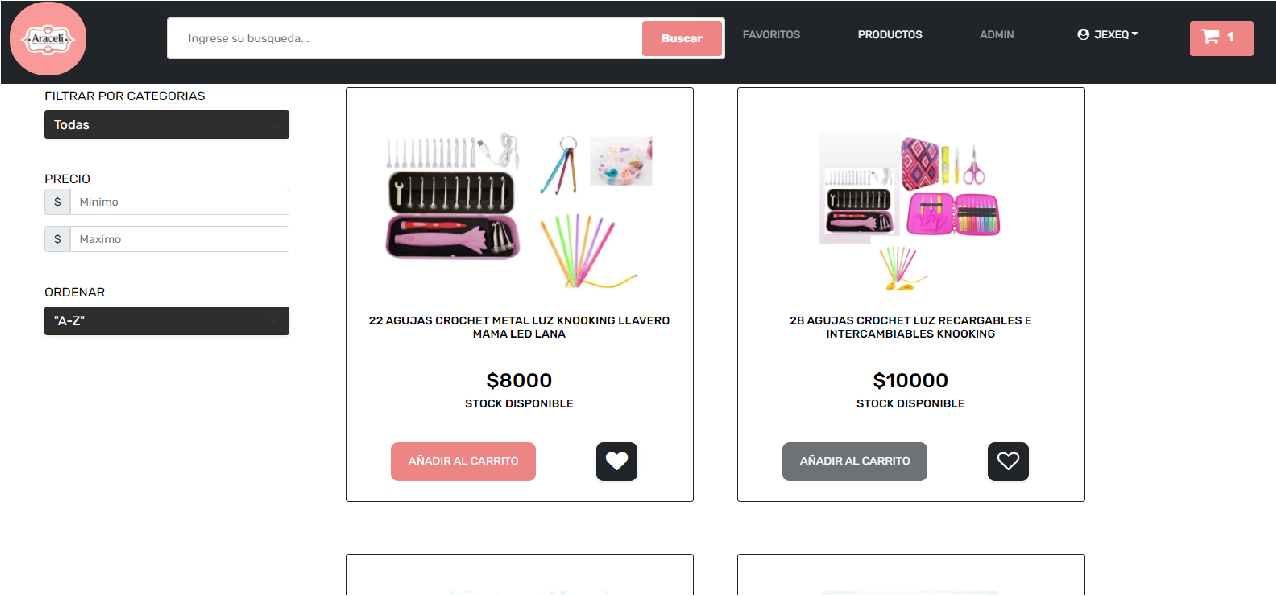 Araceli
Ingrese su busqueda...
Buscar
FAVORITOS
PRODUCTOS
ADMIN
JEXEQ
1
FILTRAR POR CATEGORIAS
Todas
PRECIO
$ Minimo
$ Maximo
ORDENAR
"A-Z"
22 AGUJAS CROCHET METAL LUZ KNOOKING LLAVERO
MAMA LED LANA
$8000
STOCK DISPONIBLE
AÑADIR AL CARRITO
28 AGUJAS CROCHET LUZ RECARGABLES E
INTERCAMBIABLES KNOOKING
$10000
STOCK DISPONIBLE
AÑADIR AL CARRITO